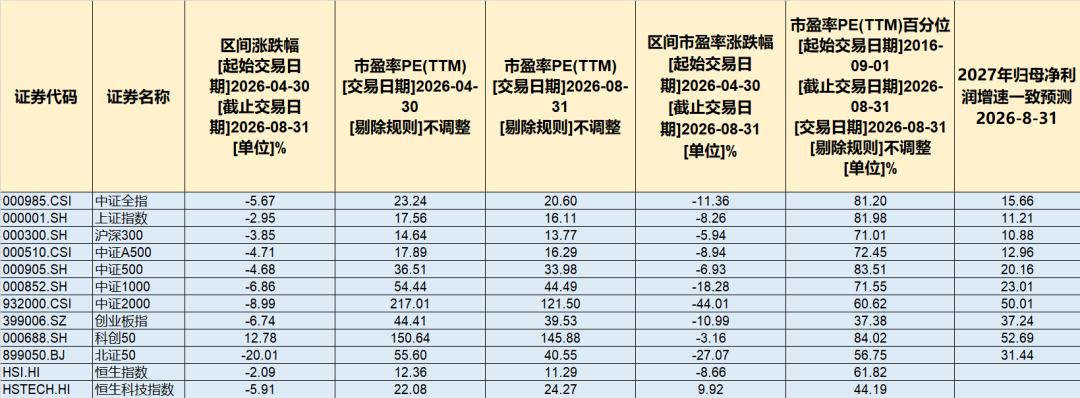 证券代码 证券名称 区间涨跌幅 [起始交易日期]2026-04-30 [截止交易日期]2026-08-31 [单位]% 市盈率PE(TTM) [交易日期]2026-04-30 [剔除规则]不调整 市盈率PE(TTM) [交易日期]2026-08-31 [剔除规则]不调整 区间市盈率涨跌幅 [起始交易日期]2026-04-30 [截止交易日期]2026-08-31 [单位]% 市盈率PE(TTM)百分位 [起始交易日期]2016-09-01 [截止交易日期]2026-08-31 [交易日期]2026-08-31 [剔除规则]不调整 [单位]% 2027年归母净利润增速一致预测 2026-8-31
000985.CSI 中证全指 -5.67 23.24 20.60 -11.36 81.20 15.66
000001.SH 上证指数 -2.95 17.56 16.11 -8.26 81.98 11.21
000300.SH 沪深300 -3.85 14.64 13.77 -5.94 71.01 10.88
000510.CSI 中证A500 -4.71 17.89 16.29 -8.94 72.45 12.96
000905.SH 中证500 -4.68 36.51 33.98 -6.93 83.51 20.16
000852.SH 中证1000 -6.86 54.44 44.49 -18.28 71.55 23.01
932000.CSI 中证2000 -8.99 217.01 121.50 -44.01 60.62 50.01
399006.SZ 创业板指 -6.74 44.41 39.53 -10.99 37.38 37.24
000688.SH 科创50 12.78 150.64 145.88 -3.16 84.02 52.69
899050.BJ 北证50 -20.01 55.60 40.55 -27.07 56.75 31.44
HSI.HI 恒生指数 -2.09 12.36 11.29 -8.66 61.82
HSTECH.HI 恒生科技指数 -5.91 22.08 24.27 9.92 44.19